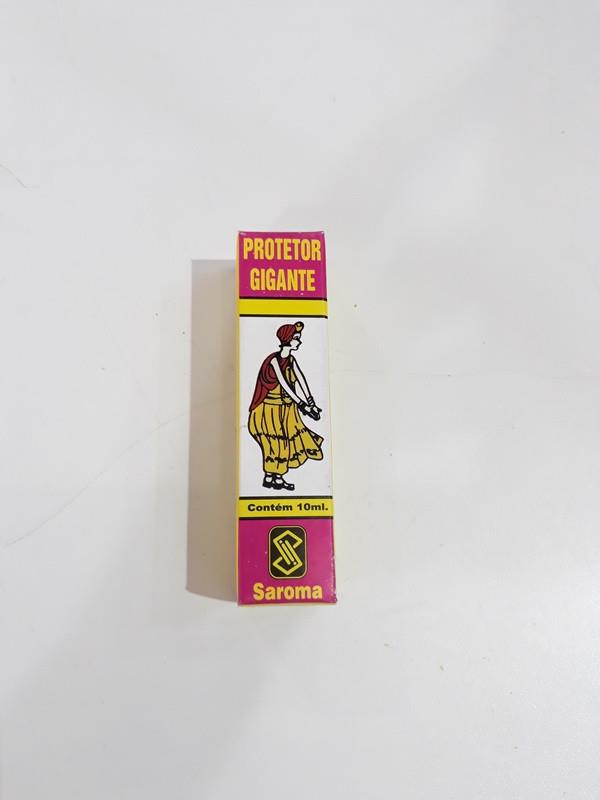 PROTETOR
GIGANTE
Contém 10ml.
Saroma